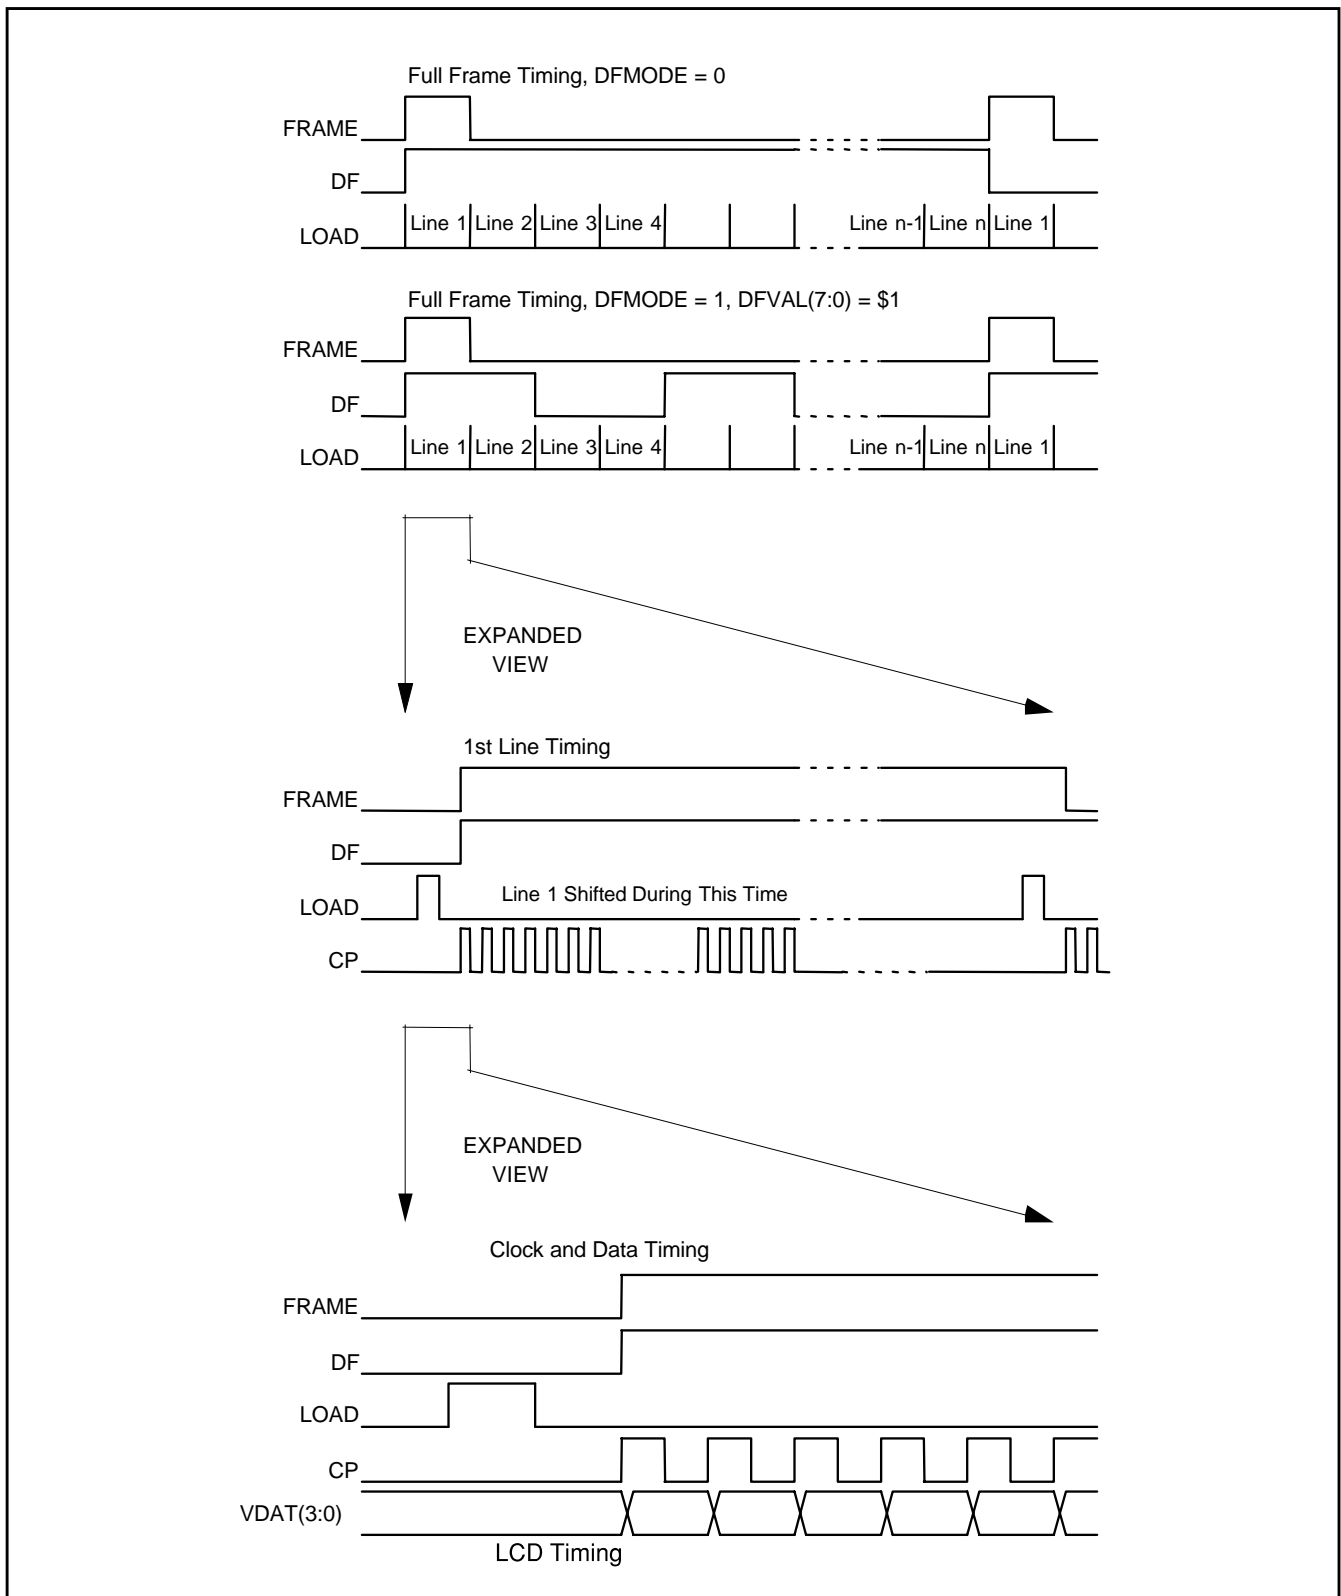 Full Frame Timing, DFMODE = 0
FRAME
DF
LOAD
Line 1 Line 2 Line 3 Line 4 Line n-1 Line n Line 1
Full Frame Timing, DFMODE = 1, DFVAL(7:0) = $1
FRAME
DF
LOAD
Line 1 Line 2 Line 3 Line 4 Line n-1 Line n Line 1
EXPANDED
VIEW
1st Line Timing
FRAME
DF
LOAD
Line 1 Shifted During This Time
CP
EXPANDED
VIEW
Clock and Data Timing
FRAME
DF
LOAD
CP
VDAT(3:0)
LCD Timing